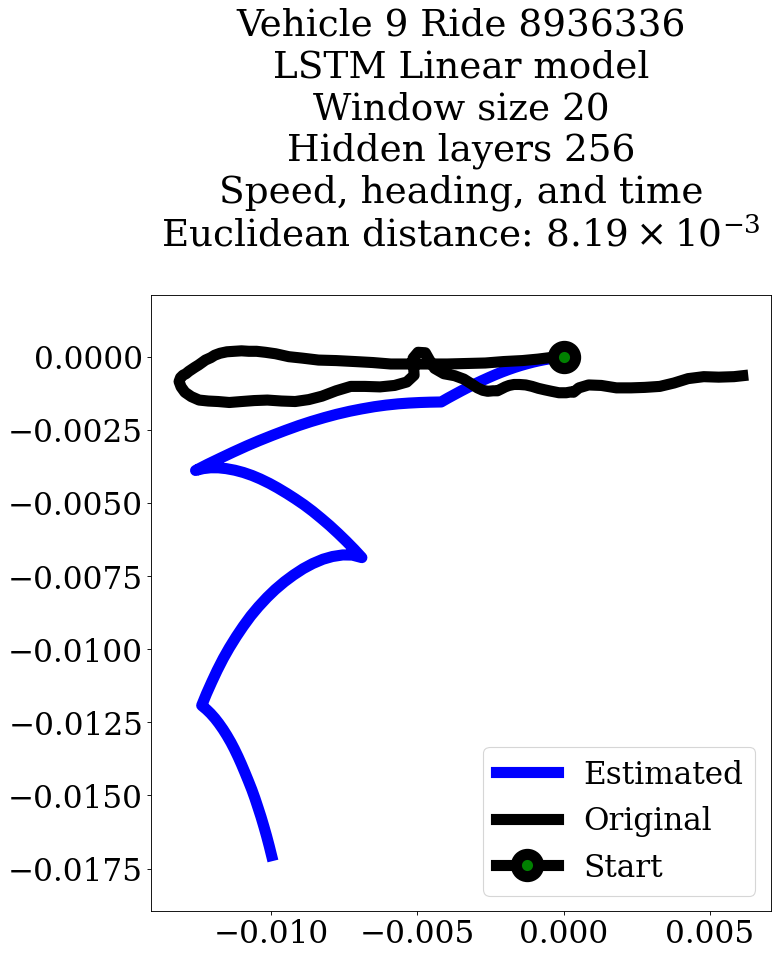 Vehicle 9 Ride 8936336
LSTM Linear model
Window size 20
Hidden layers 256
Speed, heading, and time
Euclidean distance: 8.19 × 10⁻³
0.0000
−0.0025
−0.0050
−0.0075
−0.0100
−0.0125
−0.0150
−0.0175
Estimated
Original
Start
−0.010 −0.005 0.000 0.005